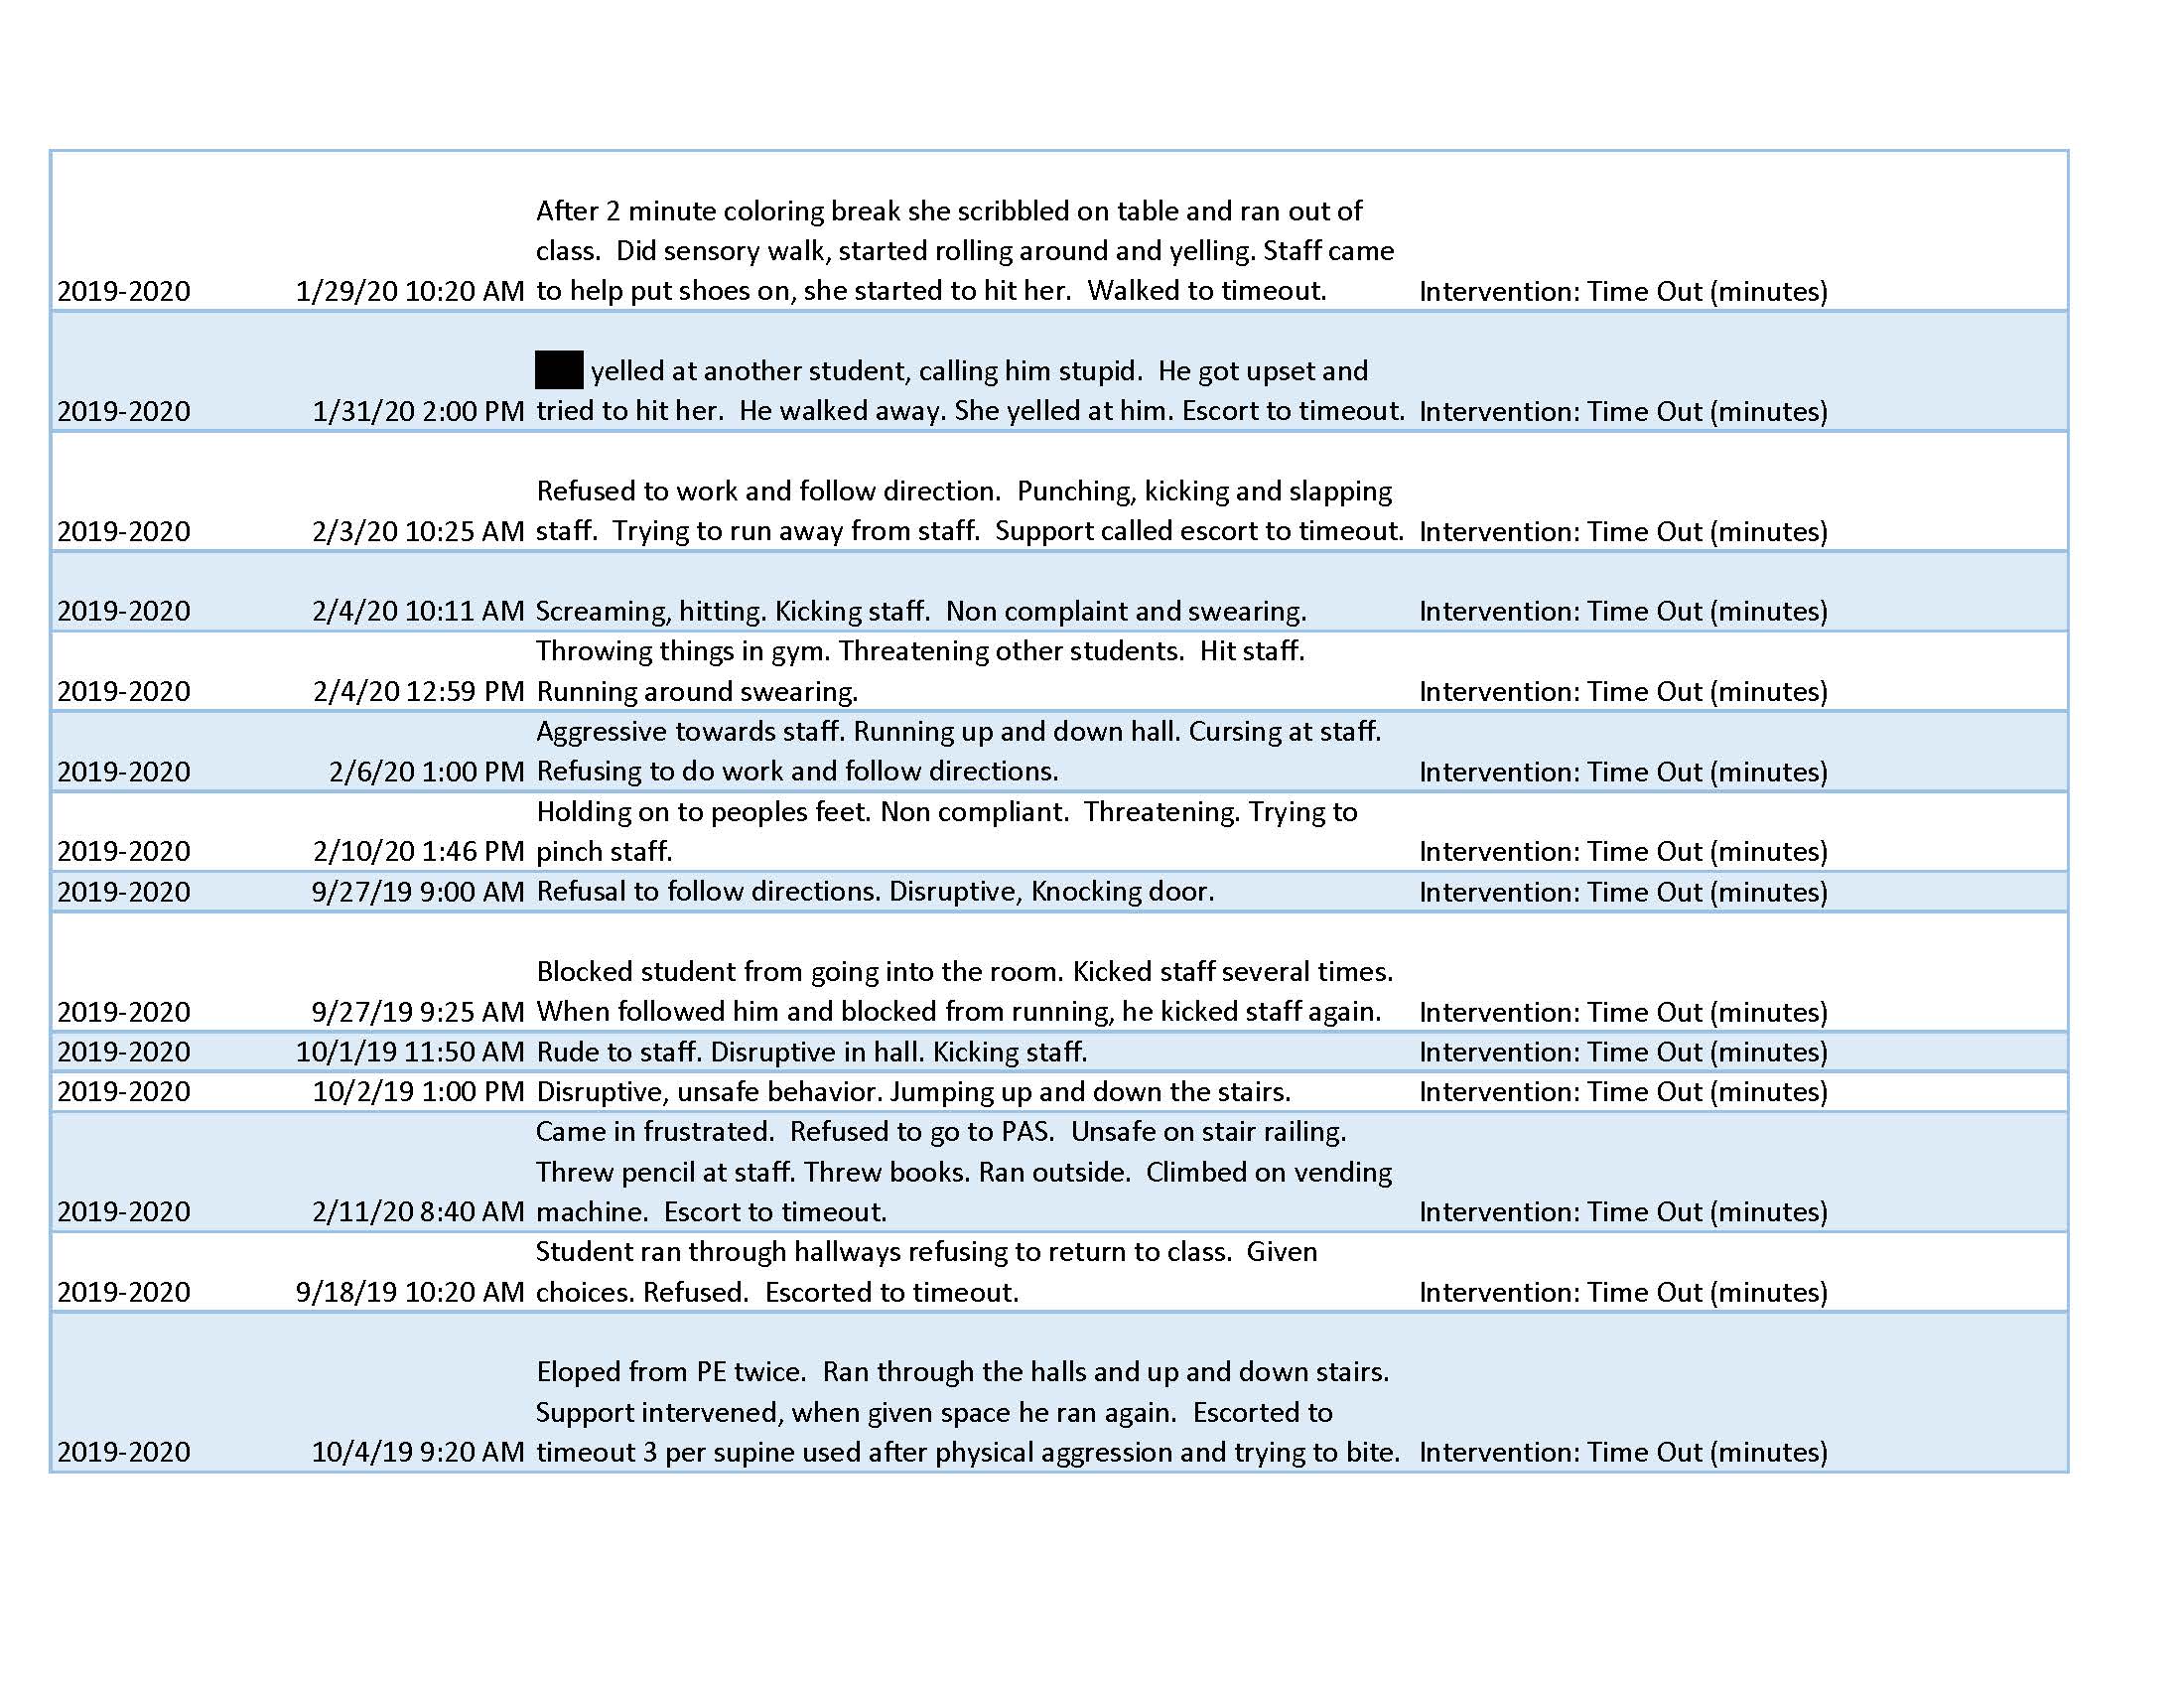 After 2 minute coloring break she scribbled on table and ran out of
class.  Did sensory walk, started rolling around and yelling. Staff came
2019-2020 1/29/20 10:20 AM to help put shoes on, she started to hit her.  Walked to timeout. Intervention: Time Out (minutes)
yelled at another student, calling him stupid.  He got upset and
2019-2020 1/31/20 2:00 PM tried to hit her.  He walked away. She yelled at him. Escort to timeout. Intervention: Time Out (minutes)
Refused to work and follow direction.  Punching, kicking and slapping
2019-2020 2/3/20 10:25 AM staff.  Trying to run away from staff.  Support called escort to timeout. Intervention: Time Out (minutes)
2019-2020 2/4/20 10:11 AM Screaming, hitting. Kicking staff.  Non complaint and swearing. Intervention: Time Out (minutes)
Throwing things in gym. Threatening other students.  Hit staff.
2019-2020 2/4/20 12:59 PM Running around swearing. Intervention: Time Out (minutes)
Aggressive towards staff. Running up and down hall. Cursing at staff.
2019-2020 2/6/20 1:00 PM Refusing to do work and follow directions. Intervention: Time Out (minutes)
Holding on to peoples feet. Non compliant.  Threatening. Trying to
2019-2020 2/10/20 1:46 PM pinch staff. Intervention: Time Out (minutes)
2019-2020 9/27/19 9:00 AM Refusal to follow directions. Disruptive, Knocking door. Intervention: Time Out (minutes)
Blocked student from going into the room. Kicked staff several times.
2019-2020 9/27/19 9:25 AM When followed him and blocked from running, he kicked staff again. Intervention: Time Out (minutes)
2019-2020 10/1/19 11:50 AM Rude to staff. Disruptive in hall. Kicking staff. Intervention: Time Out (minutes)
2019-2020 10/2/19 1:00 PM Disruptive, unsafe behavior. Jumping up and down the stairs. Intervention: Time Out (minutes)
Came in frustrated.  Refused to go to PAS.  Unsafe on stair railing.
Threw pencil at staff. Threw books. Ran outside.  Climbed on vending
2019-2020 2/11/20 8:40 AM machine.  Escort to timeout. Intervention: Time Out (minutes)
Student ran through hallways refusing to return to class.  Given
2019-2020 9/18/19 10:20 AM choices. Refused.  Escorted to timeout. Intervention: Time Out (minutes)
Eloped from PE twice.  Ran through the halls and up and down stairs.
Support intervened, when given space he ran again.  Escorted to
2019-2020 10/4/19 9:20 AM timeout 3 per supine used after physical aggression and trying to bite. Intervention: Time Out (minutes)